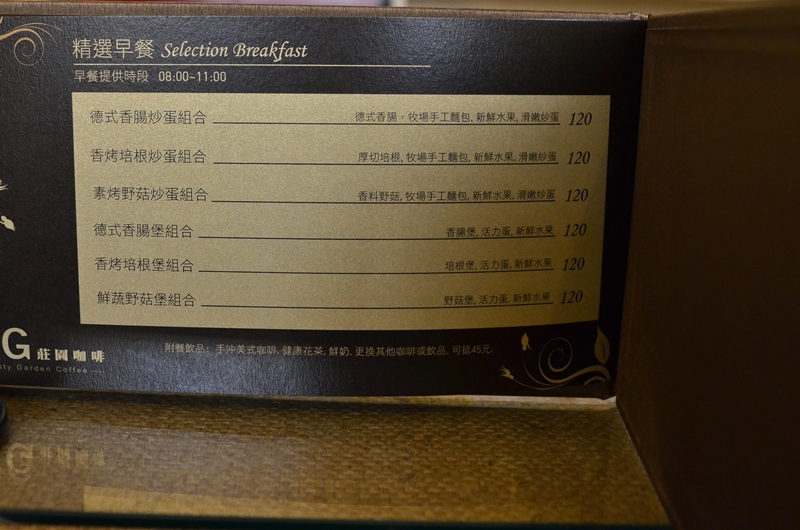 精選早餐 Selection Breakfast
早餐提供時段 08:00~11:00
德式香腸炒蛋組合 德式香腸，牧場手工麵包, 新鮮水果, 滑嫩炒蛋 120
香烤培根炒蛋組合 厚切培根, 牧場手工麵包, 新鮮水果, 滑嫩炒蛋 120
素烤野菇炒蛋組合 香料野菇, 牧場手工麵包, 新鮮水果, 滑嫩炒蛋 120
德式香腸堡組合 香腸堡, 活力蛋, 新鮮水果 120
香烤培根堡組合 培根堡, 活力蛋, 新鮮水果 120
鮮蔬野菇堡組合 野菇堡, 活力蛋, 新鮮水果 120
附餐飲品：手沖美式咖啡, 健康花茶, 鮮奶, 更換其他咖啡或飲品, 可抵45元.
G 莊園咖啡
Garden Coffee